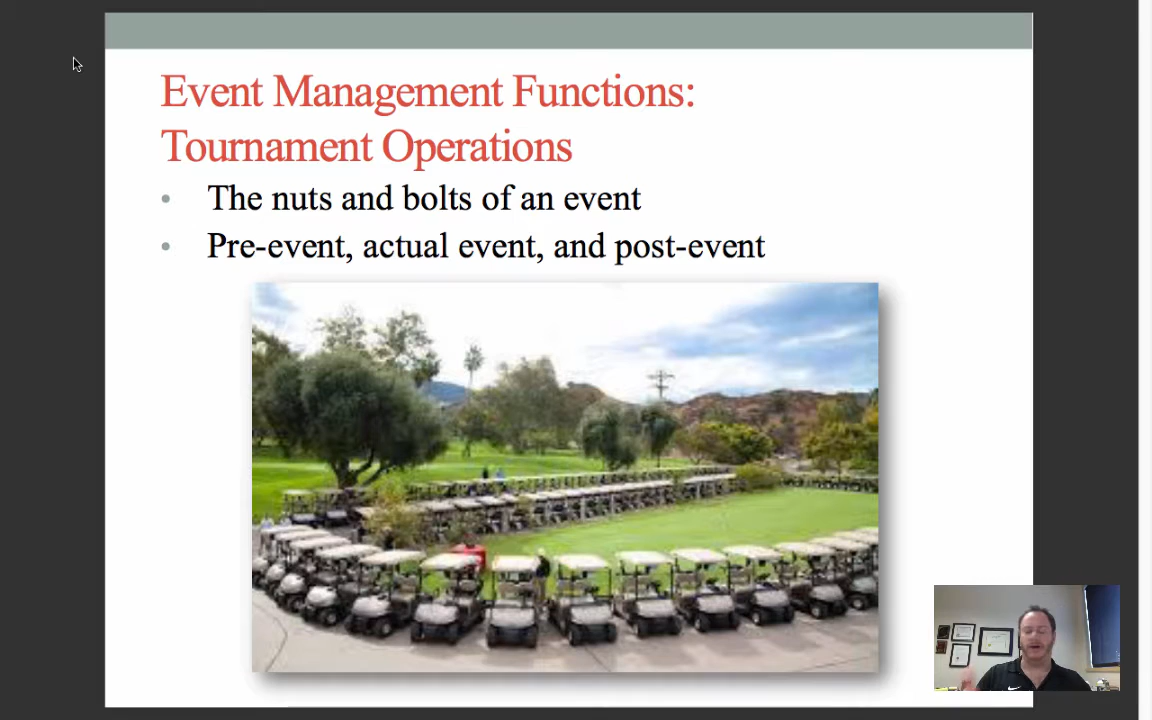 Event Management Functions:
Tournament Operations
• The nuts and bolts of an event
• Pre-event, actual event, and post-event